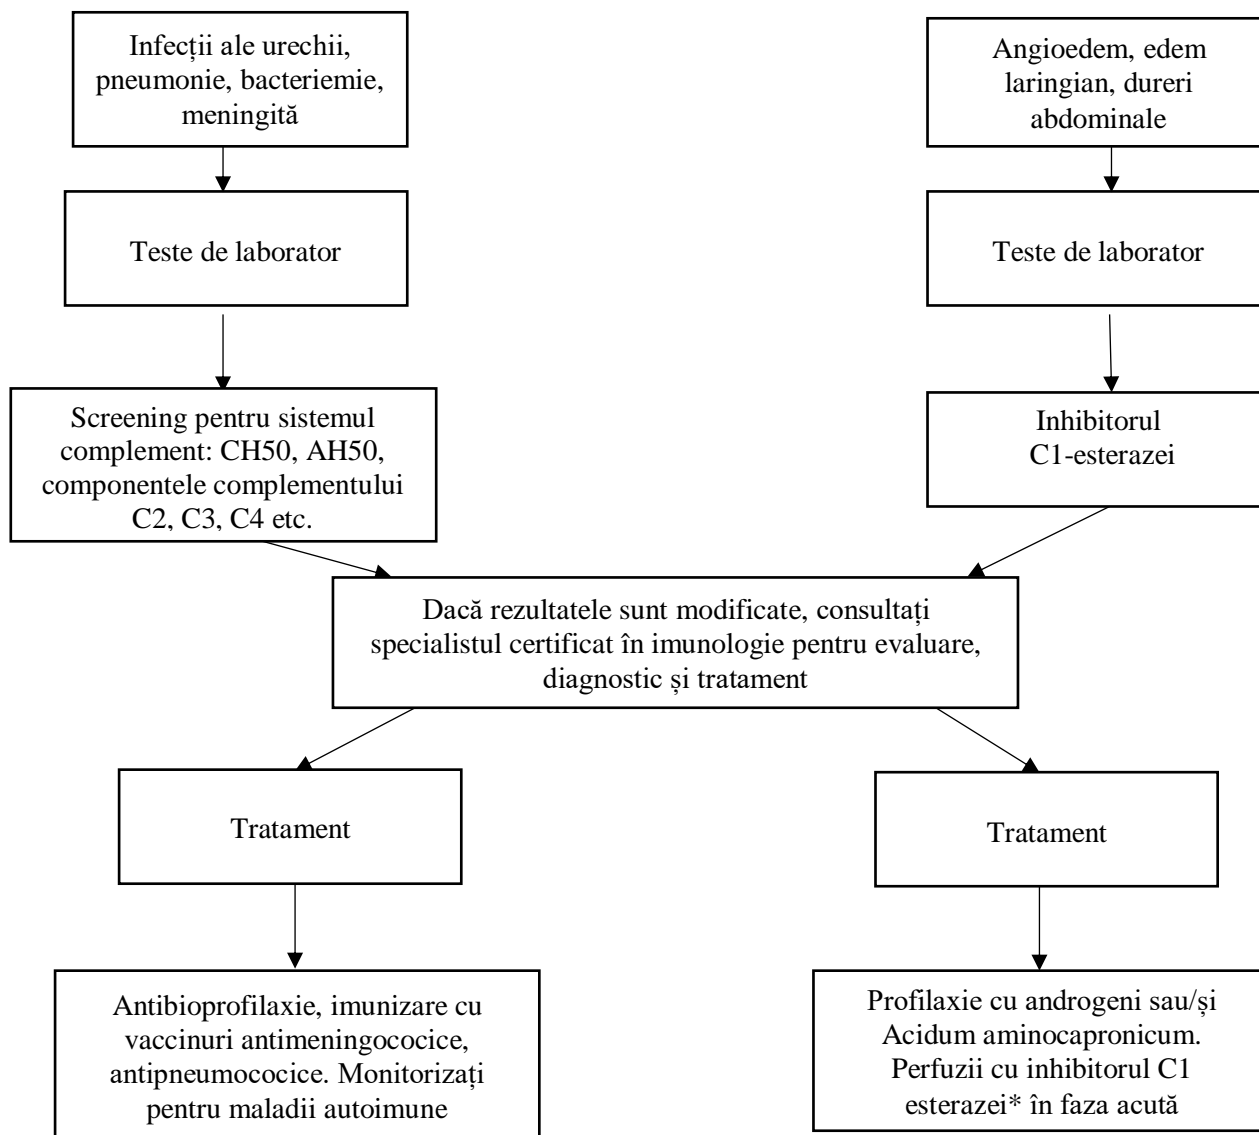 Infecții ale urechii,
pneumonie, bacteriemie,
meningită
Angioedem, edem
laringian, dureri
abdominale
Teste de laborator
Teste de laborator
Screening pentru sistemul
complement: CH50, AH50,
componentele complementului
C2, C3, C4 etc.
Inhibitorul
C1-esterazei
Dacă rezultatele sunt modificate, consultați
specialistul certificat în imunologie pentru evaluare,
diagnostic și tratament
Tratament
Tratament
Antibioprofilaxie, imunizare cu
vaccinuri antimeningococice,
antipneumococice. Monitorizați
pentru maladii autoimune
Profilaxie cu androgeni sau/și
Acidum aminocapronicum.
Perfuzii cu inhibitorul C1
esterazei* în faza acută